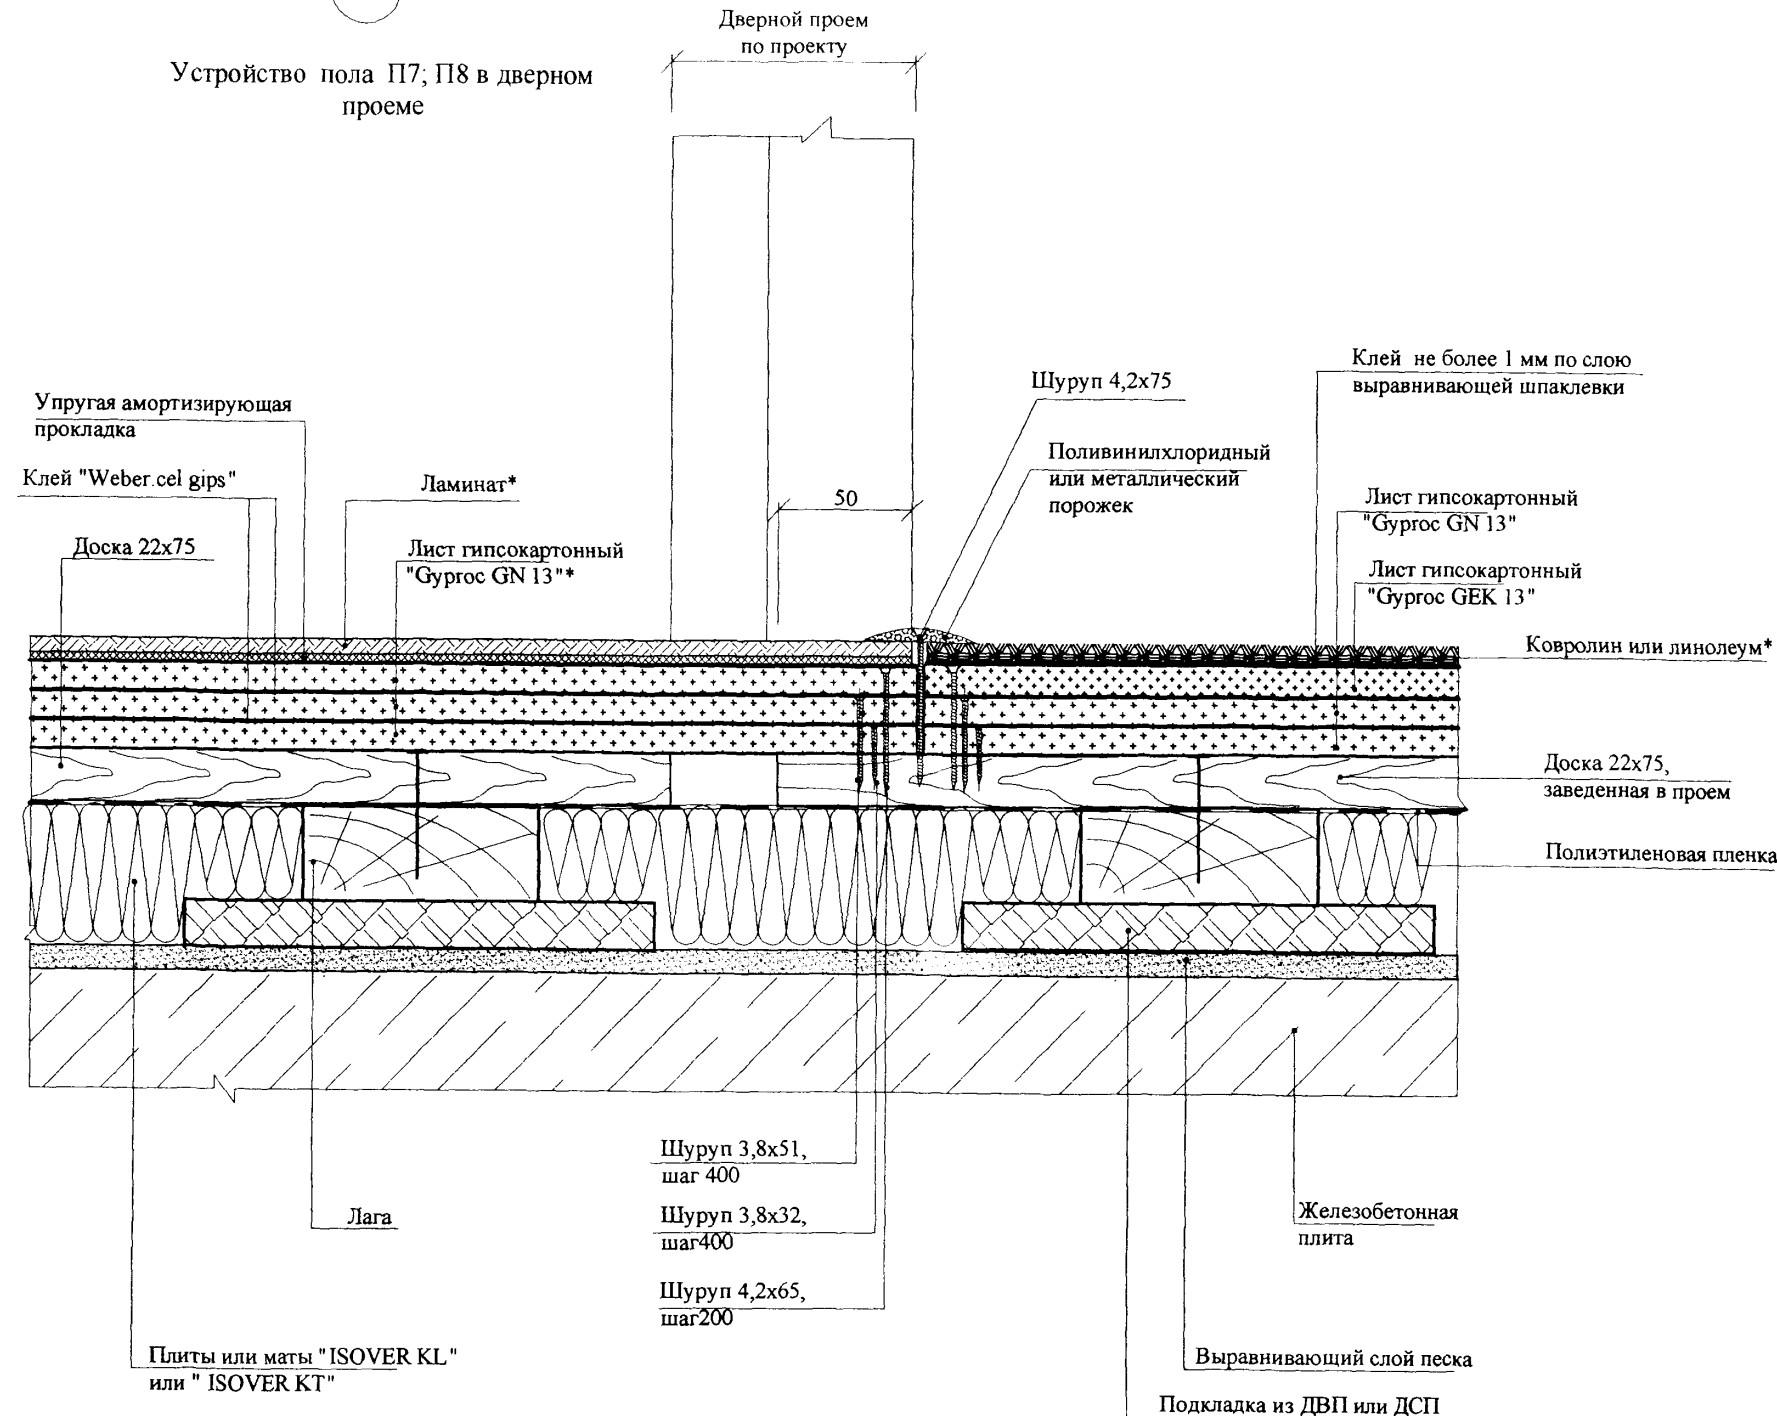 Дверной проем
по проекту
Устройство пола П7; П8 в дверном
проеме
Клей не более 1 мм по слою
выравнивающей шпаклевки
Шуруп 4,2х75
Упругая амортизирующая
прокладка
Поливинилхлоридный
или металлический
порожек
Клей "Weber.cel gips"
Ламинат*
50
Лист гипсокартонный
"Gyproc GN 13"
Доска 22х75
Лист гипсокартонный
"Gyproc GN 13"*
Лист гипсокартонный
"Gyproc GEK 13"
Ковролин или линолеум*
Доска 22х75,
заведенная в проем
Полиэтиленовая пленка
Шуруп 3,8х51,
шаг 400
Лага
Шуруп 3,8х32,
шаг400
Железобетонная
плита
Шуруп 4,2х65,
шаг200
Плиты или маты "ISOVER KL"
или " ISOVER KT"
Выравнивающий слой песка
Подкладка из ДВП или ДСП